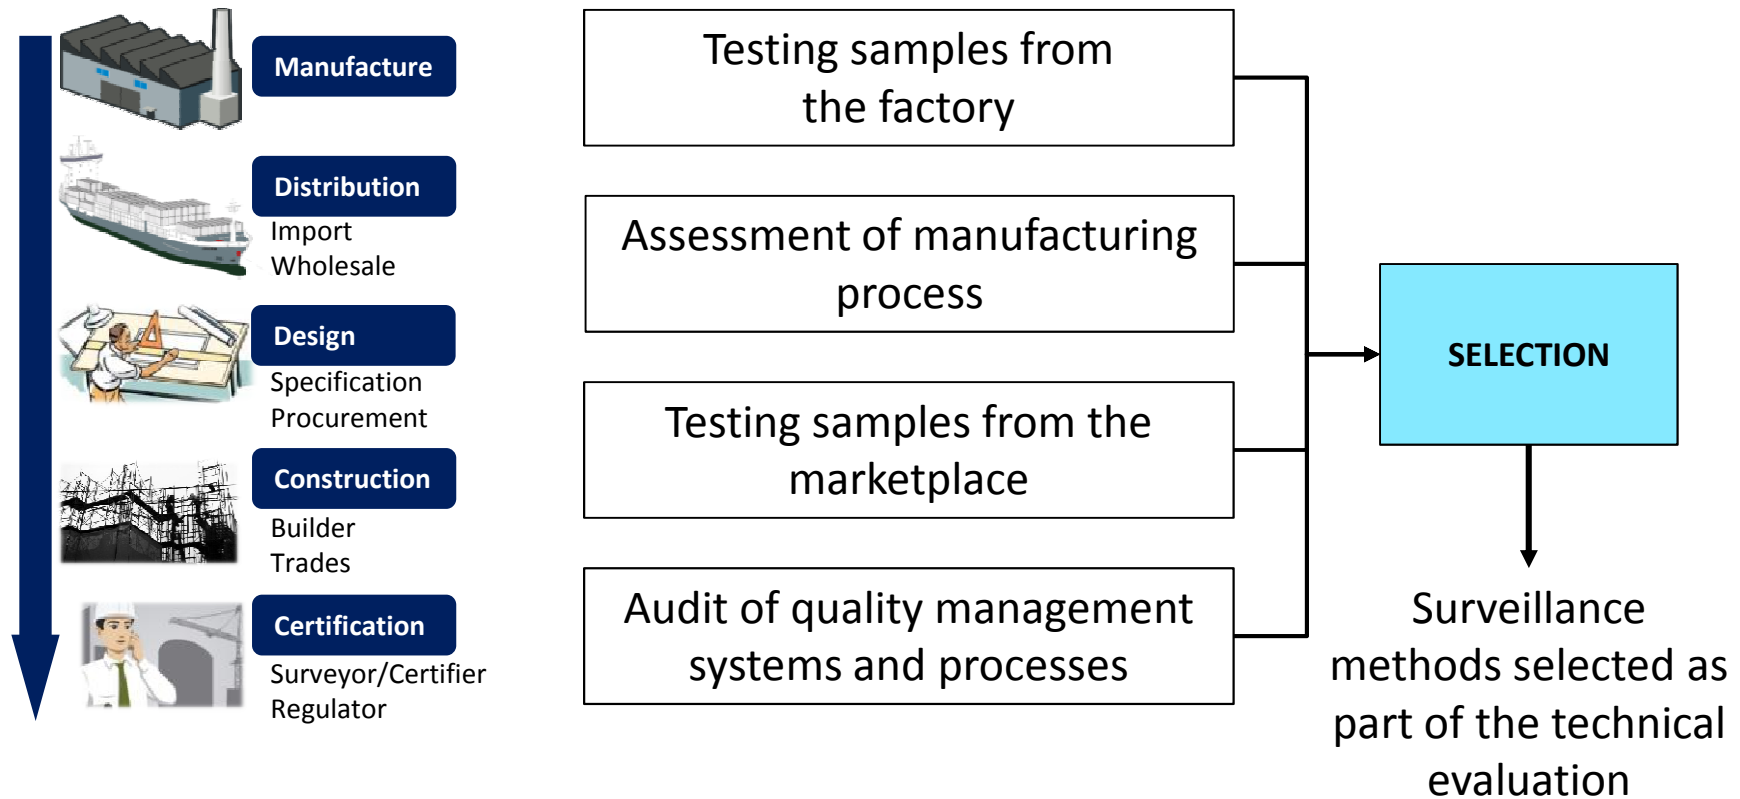 Manufacture
Distribution
Import
Wholesale
Design
Specification
Procurement
Construction
Builder
Trades
Certification
Surveyor/Certifier
Regulator
Testing samples from
the factory
Assessment of manufacturing
process
Testing samples from the
marketplace
Audit of quality management
systems and processes
SELECTION
Surveillance
methods selected as
part of the technical
evaluation